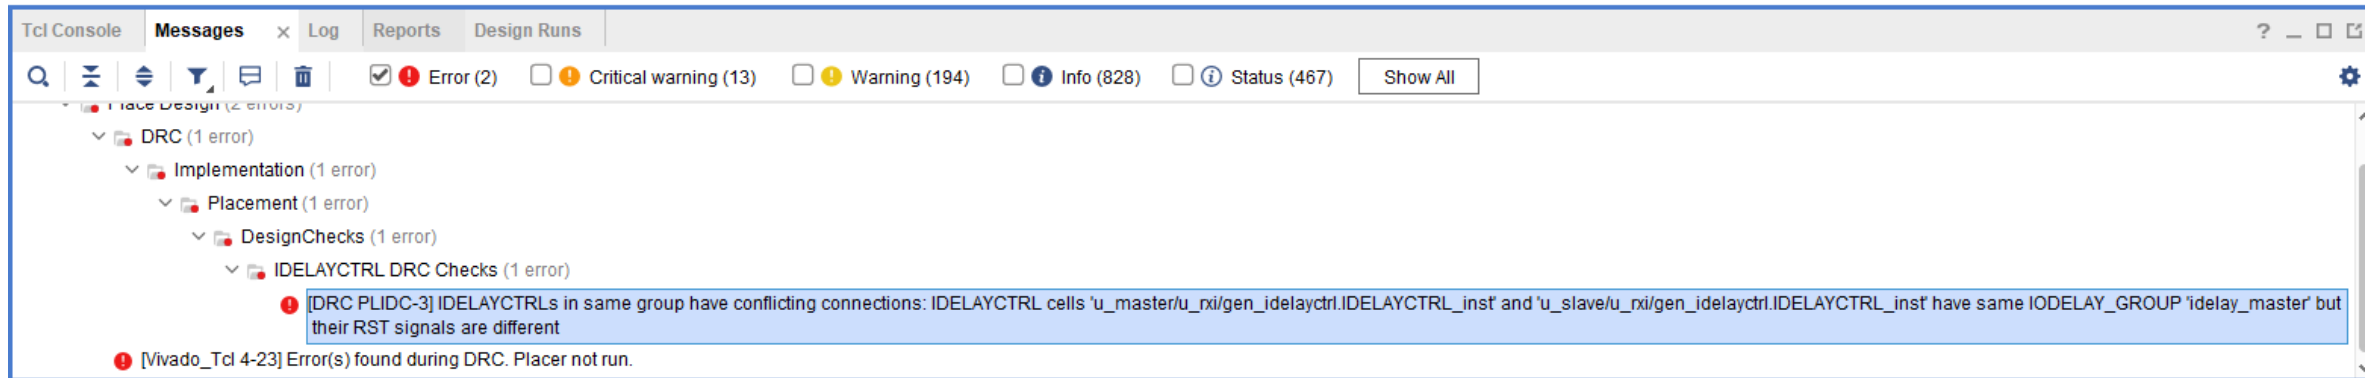 Tcl Console Messages × Log Reports Design Runs ? _
Error (2) Critical warning (13) Warning (194) Info (828) Status (467) Show All
Place Design (2 errors)
DRC (1 error)
Implementation (1 error)
Placement (1 error)
DesignChecks (1 error)
IDELAYCTRL DRC Checks (1 error)
[DRC PLIDC-3] IDELAYCTRLs in same group have conflicting connections: IDELAYCTRL cells 'u_master/u_rxi/gen_idelayctrl.IDELAYCTRL_inst' and 'u_slave/u_rxi/gen_idelayctrl.IDELAYCTRL_inst' have same IODELAY_GROUP 'idelay_master' but
their RST signals are different
[Vivado_Tcl 4-23] Error(s) found during DRC. Placer not run.